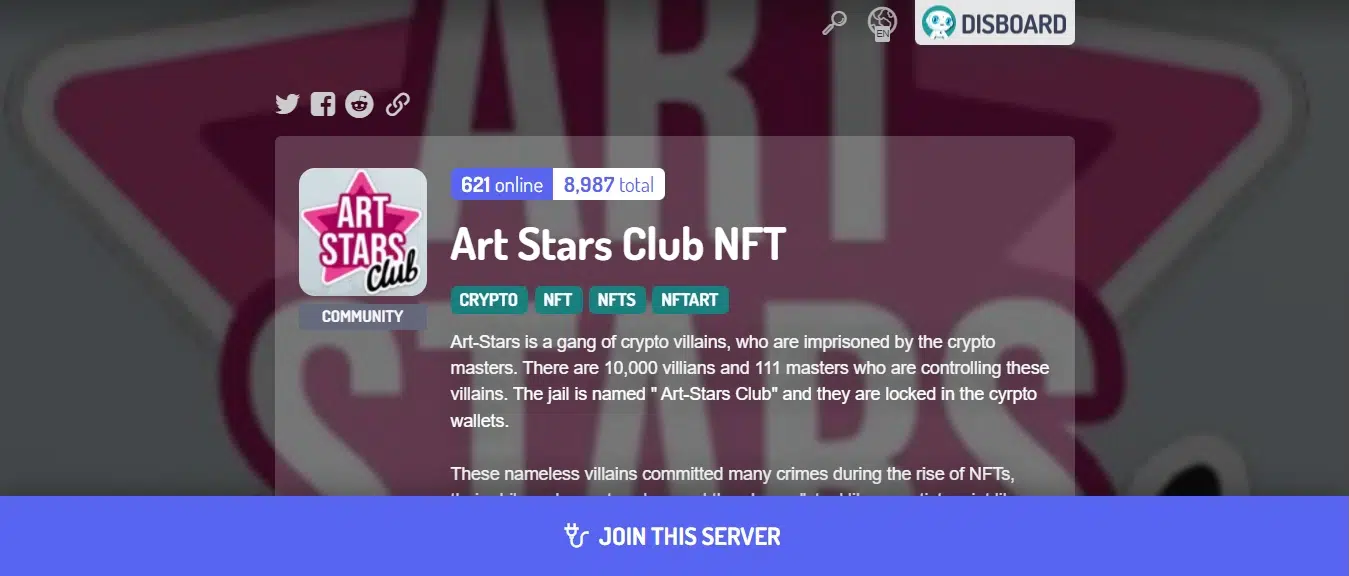 EN
DISBOARD
ART
STARS
Club
621 online 8,987 total
Art Stars Club NFT
CRYPTO NFT NFTS NFTART
COMMUNITY
Art-Stars is a gang of crypto villains, who are imprisoned by the crypto
masters. There are 10,000 villians and 111 masters who are controlling these
villains. The jail is named " Art-Stars Club" and they are locked in the cyrpto
wallets.
These nameless villains committed many crimes during the rise of NFTs,
JOIN THIS SERVER
ART
STARS